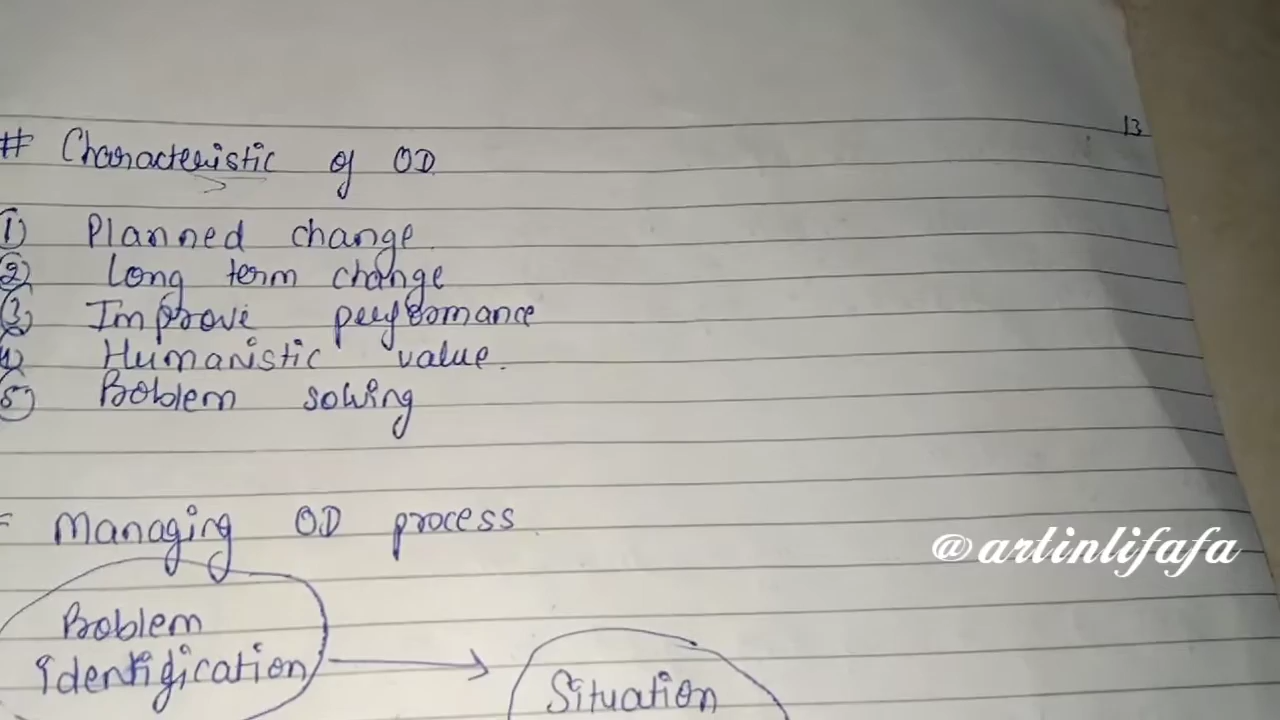 13
# Characteristic of OD
1) Planned change
2) Long term change
3) Improve performance
4) Humanistic value.
5) Problem solving
Managing OD process
@artinlifafa
Problem
identification
Situation